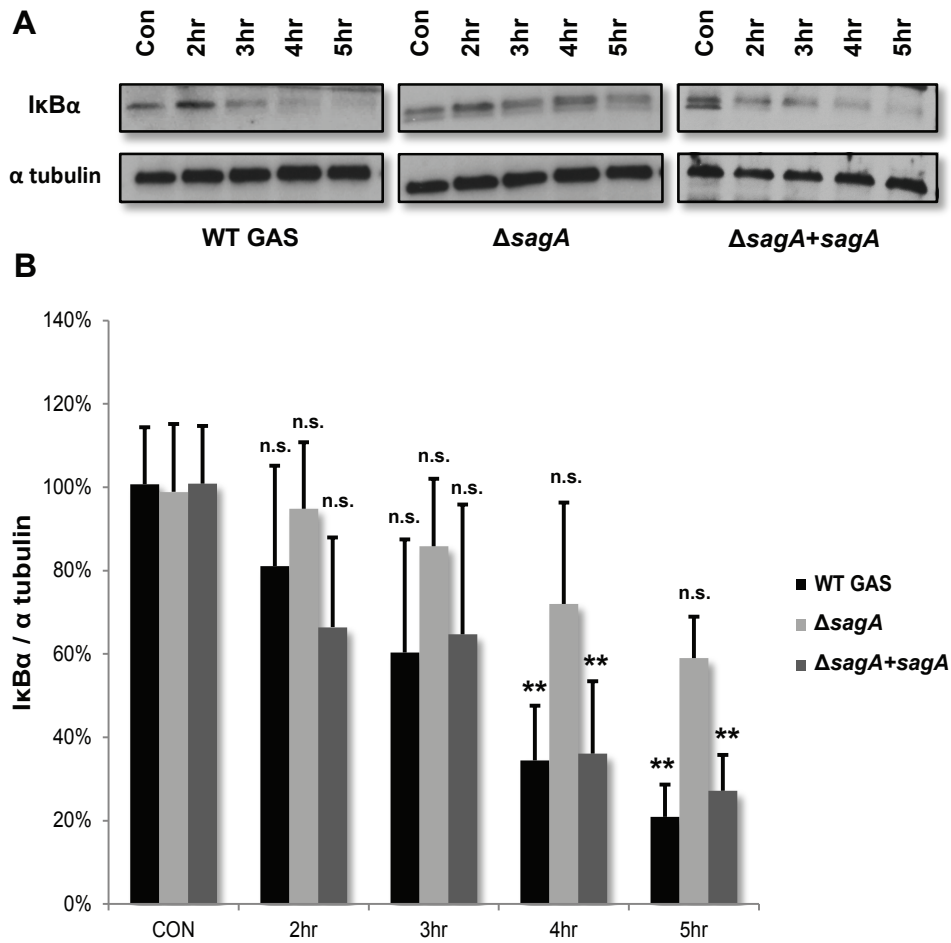 A
Con 2hr 3hr 4hr 5hr Con 2hr 3hr 4hr 5hr Con 2hr 3hr 4hr 5hr
IκBα
α tubulin
WT GAS ΔsagA ΔsagA+sagA
B
IκBα / α tubulin
140%
120%
100%
80%
60%
40%
20%
0%
n.s. n.s. n.s.
n.s. n.s. n.s.
** n.s. **
** n.s. **
CON 2hr 3hr 4hr 5hr
WT GAS
ΔsagA
ΔsagA+sagA